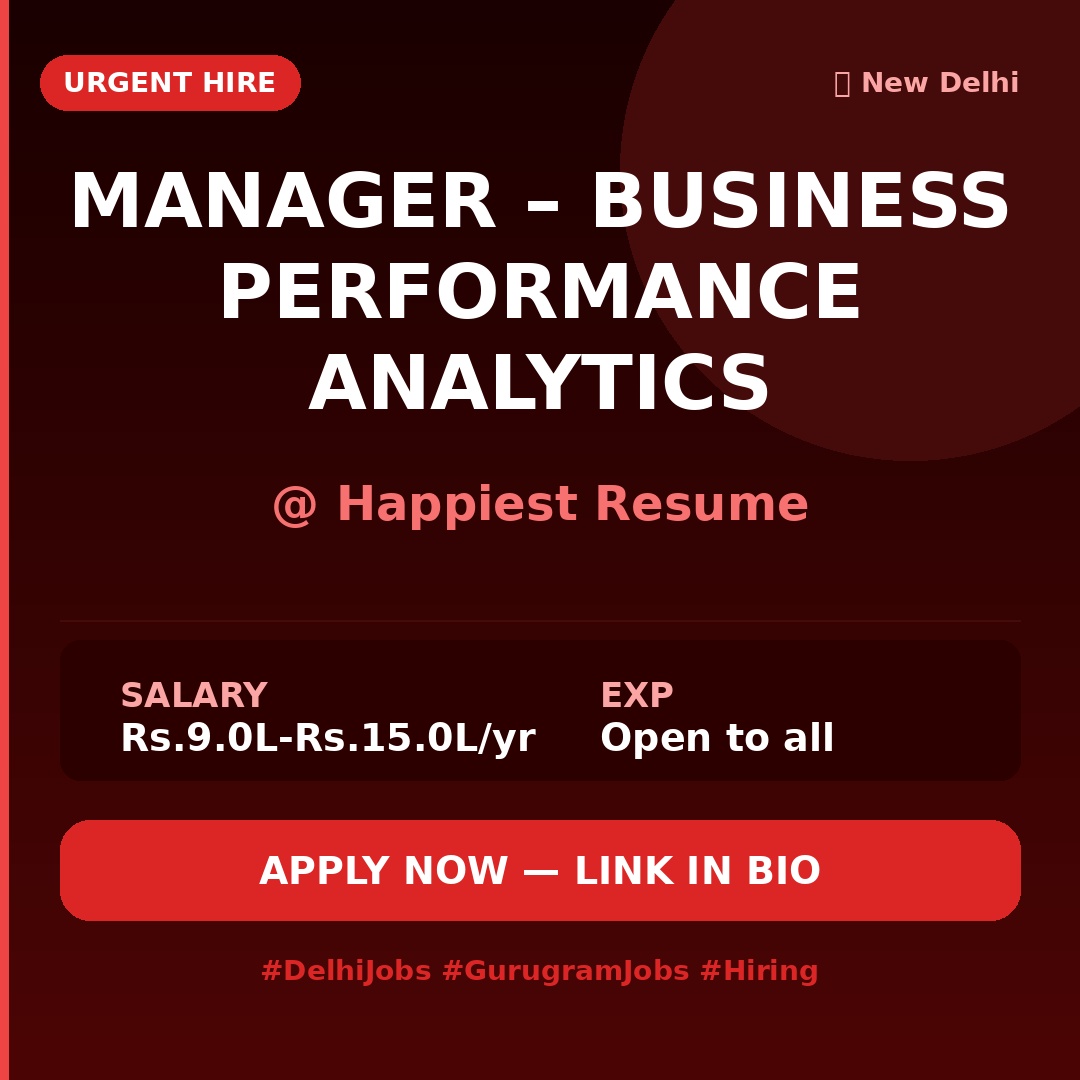 URGENT HIRE
New Delhi
MANAGER – BUSINESS
PERFORMANCE
ANALYTICS
@ Happiest Resume
SALARY
Rs.9.0L-Rs.15.0L/yr
EXP
Open to all
APPLY NOW — LINK IN BIO
#DelhiJobs #GurugramJobs #Hiring